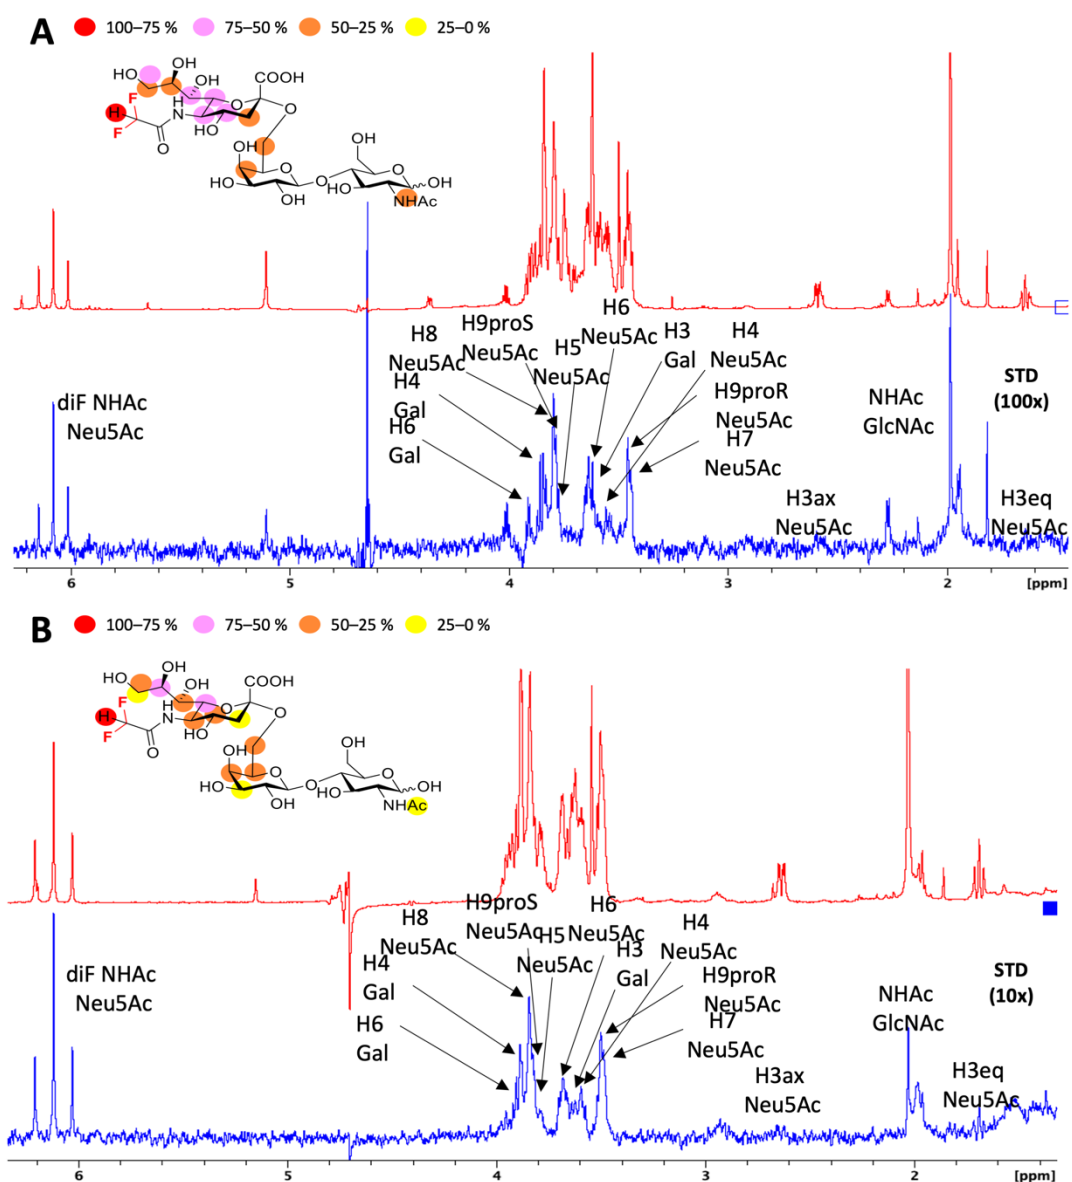 A 100–75 % 75–50 % 50–25 % 25–0 %
HO OH
OH COOH
F H O O
H N
F HO
O OH HO
O O O
HO OH HO OH
OH NHAc
H6
H8 H9proS Neu5Ac H3 H4
Neu5Ac Neu5Ac H5 Gal Neu5Ac
H4 Neu5Ac H9proR
diF NHAc Gal Neu5Ac
Neu5Ac H6 H7
Gal Neu5Ac
NHAc
GlcNAc
STD
(100x)
H3ax H3eq
Neu5Ac Neu5Ac
6 5 4 3 2 [ppm]
B 100–75 % 75–50 % 50–25 % 25–0 %
HO OH
OH COOH
F H O O
H N
F HO
O OH HO
O O O
HO OH HO OH
OH NHAc
H8 H9proS H6
Neu5Ac Neu5Ac H5 Neu5Ac H4
H4 Neu5Ac H3 Neu5Ac
Gal Gal H9proR
diF NHAc H6 Neu5Ac
Neu5Ac Gal H7
Neu5Ac
NHAc
GlcNAc
STD
(10x)
H3ax H3eq
Neu5Ac Neu5Ac
6 5 4 3 2 [ppm]